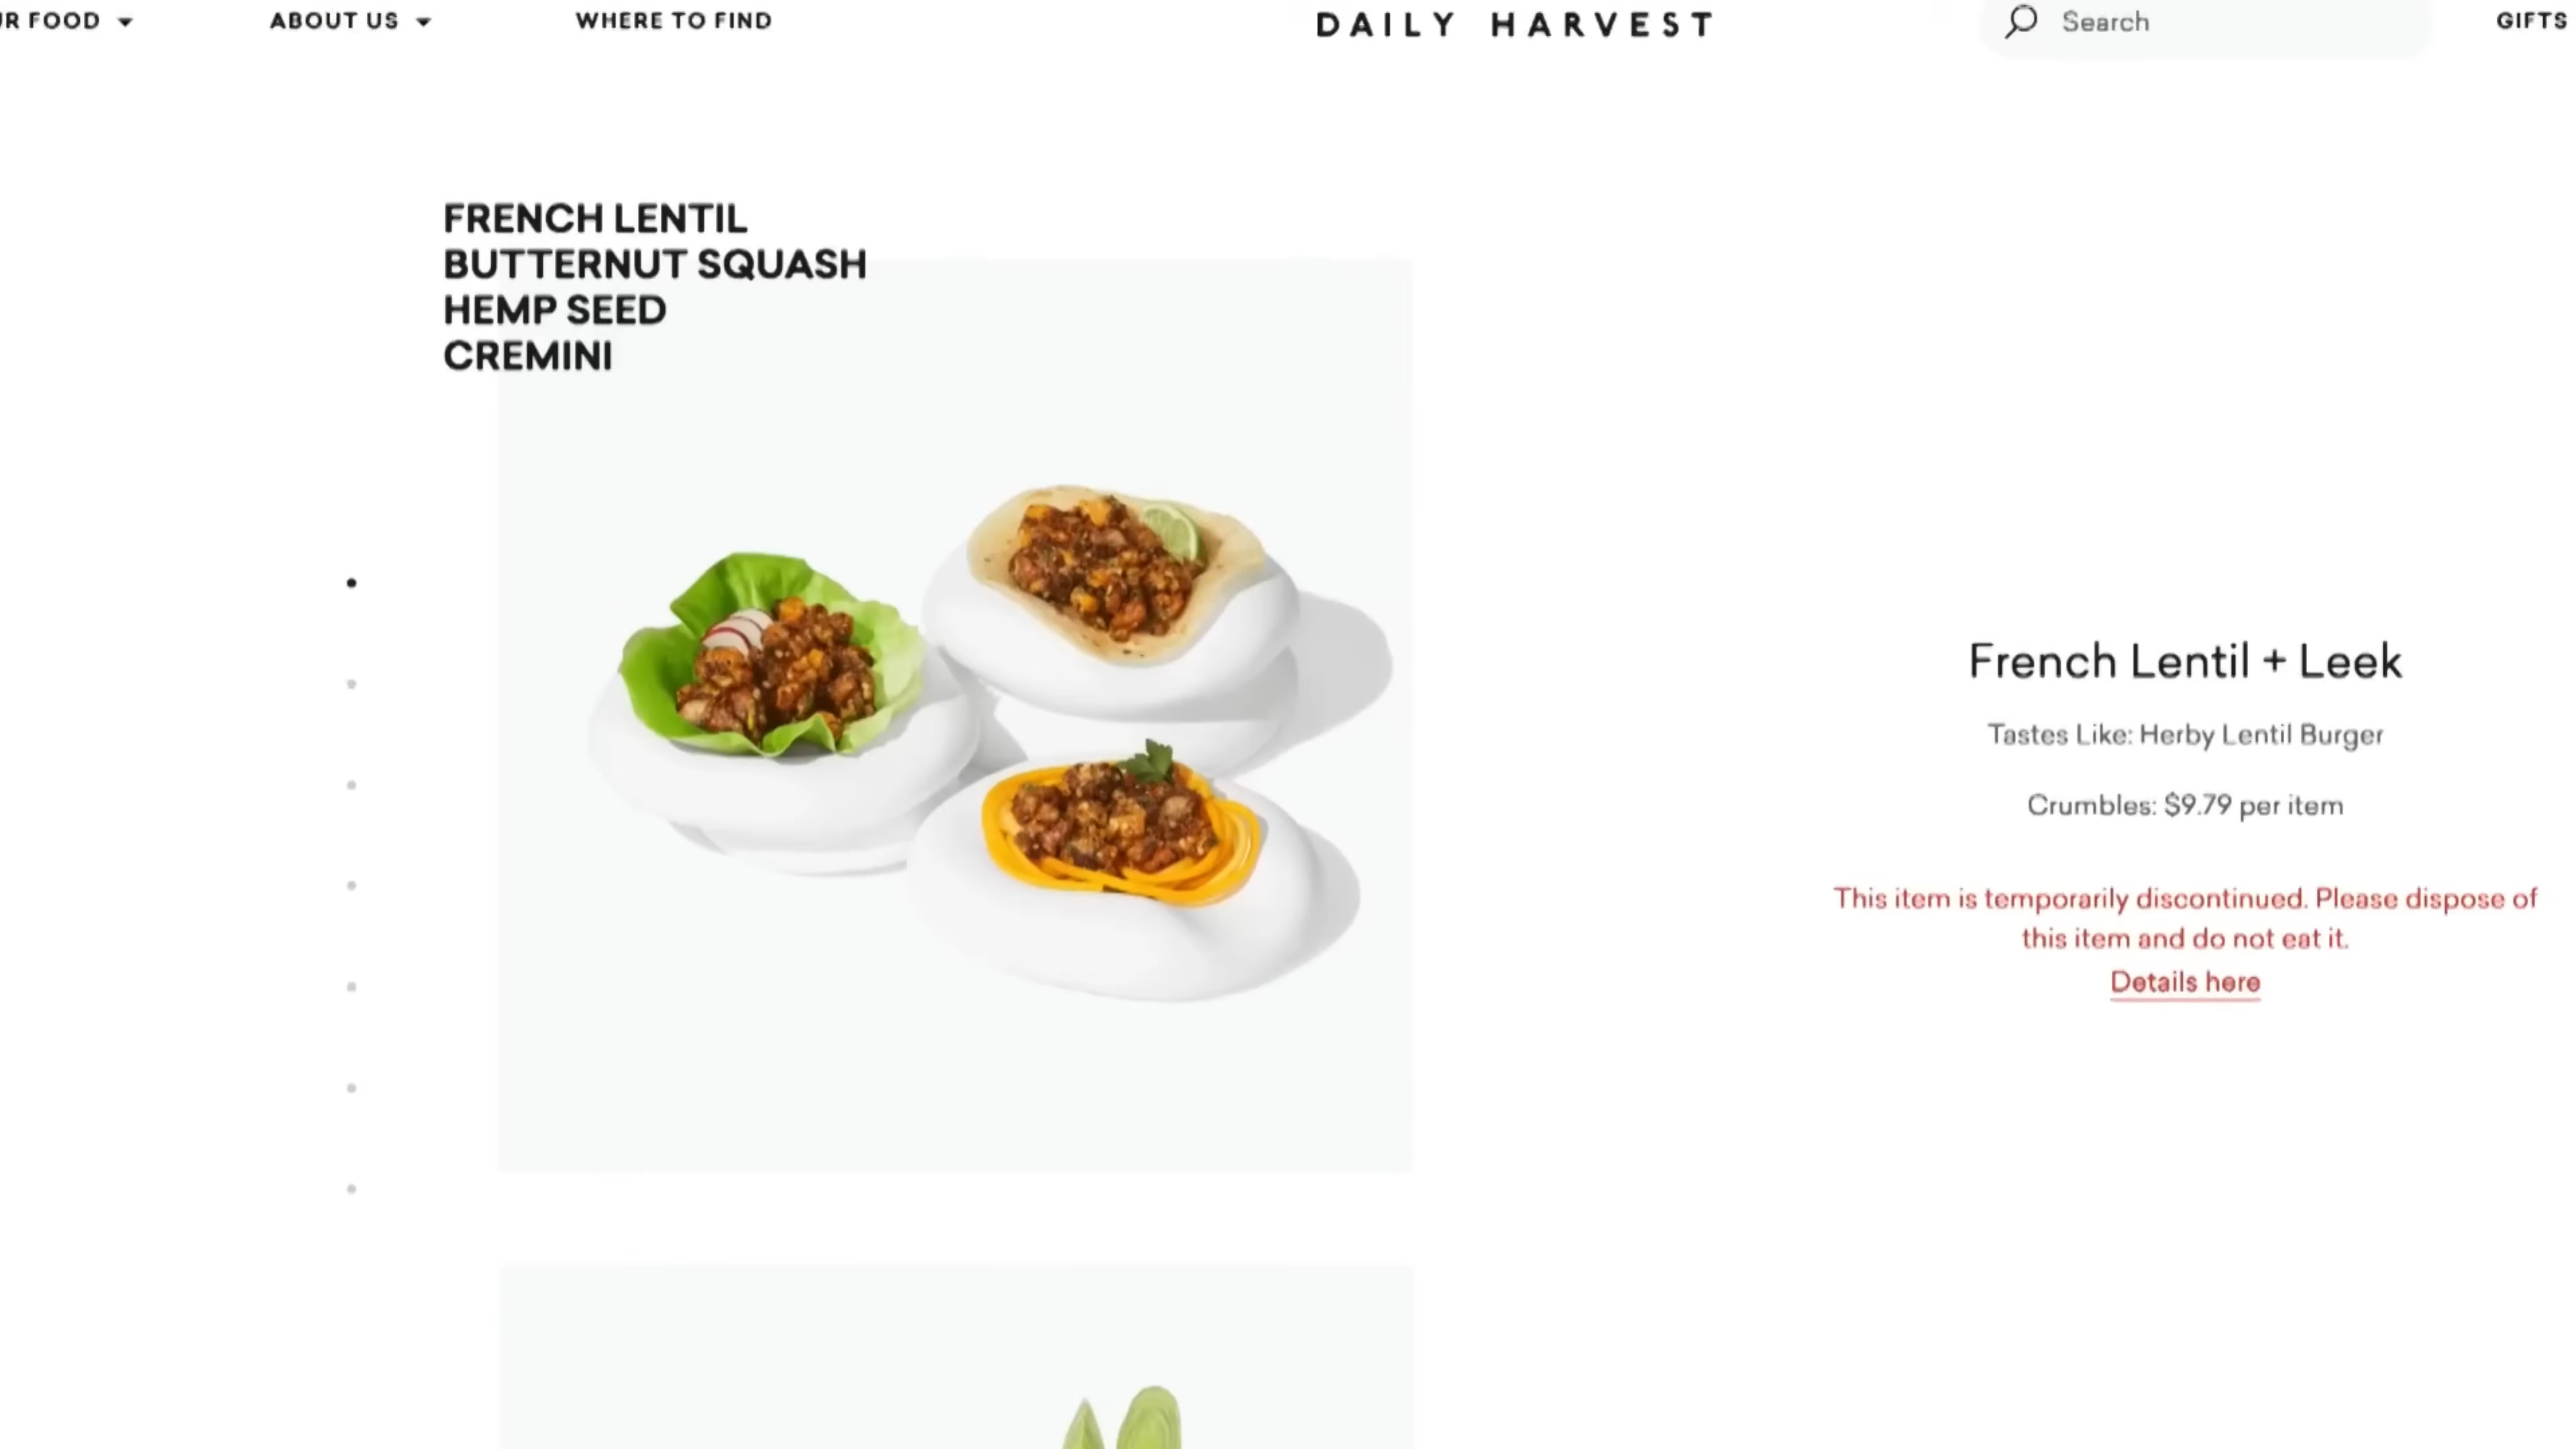 FOOD
ABOUT US
WHERE TO FIND
DAILY HARVEST
Search
GIFTS
FRENCH LENTIL
BUTTERNUT SQUASH
HEMP SEED
CREMINI
French Lentil + Leek
Tastes Like: Herby Lentil Burger
Crumbles: $9.79 per item
This item is temporarily discontinued. Please dispose of
this item and do not eat it.
Details here